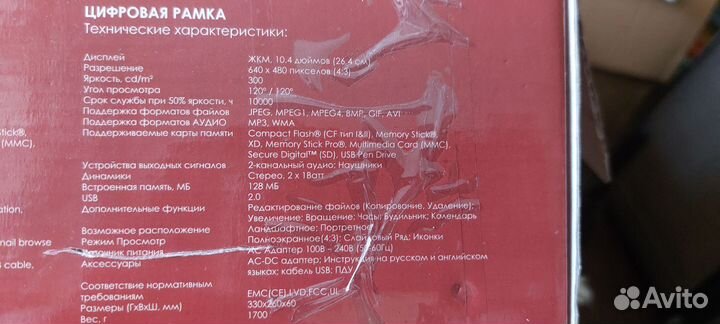 ЦИФРОВАЯ РАМКА
Технические характеристики:
Дисплей ЖКМ, 10.4 дюймов (26,4 см)
Разрешение 640 x 480 пикселов (4:3)
Яркость, cd/m² 300
Угол просмотра 120°/ 120°
Срок службы при 50% яркости, ч 10000
Поддержка форматов файлов JPEG, MPEG1, MPEG4, BMP, GIF, AVI
Поддержка форматов АУДИО MP3, WMA
Поддерживаемые карты памяти Compact Flash® (CF тип I&II), Memory Stick®,
Stick®, XD, Memory Stick Pro®, Multimedia Card (MMC),
(MMC), Secure Digital™ (SD), USB Pen Drive
Устройства выходных сигналов 2-канальный аудио: Наушники
Динамики Стерео, 2 x 1Ватт
Встроенная память, МБ 128 МБ
USB 2.0
ation, Дополнительные функции Редактирование файлов (Копирование, Удаление);
Увеличение; Вращение; Часы; Будильник; Календарь
Возможное расположение Ландшафтное; Портретное
nail browse Режим Просмотр Полноэкранное(4:3); Слайдовый Ряд; Иконки
Источник питания AC Адаптер 100В – 240В (50/60Гц)
cable. Аксессуары AC-DC адаптер; Инструкция на русском и английском
языках; кабель USB; ПДУ
Соответствие нормативным
требованиям EMC(CE),LVD,FCC,UL
Размеры (ГхВхШ, мм) 330x260x60
Вес, г 1700
Avito